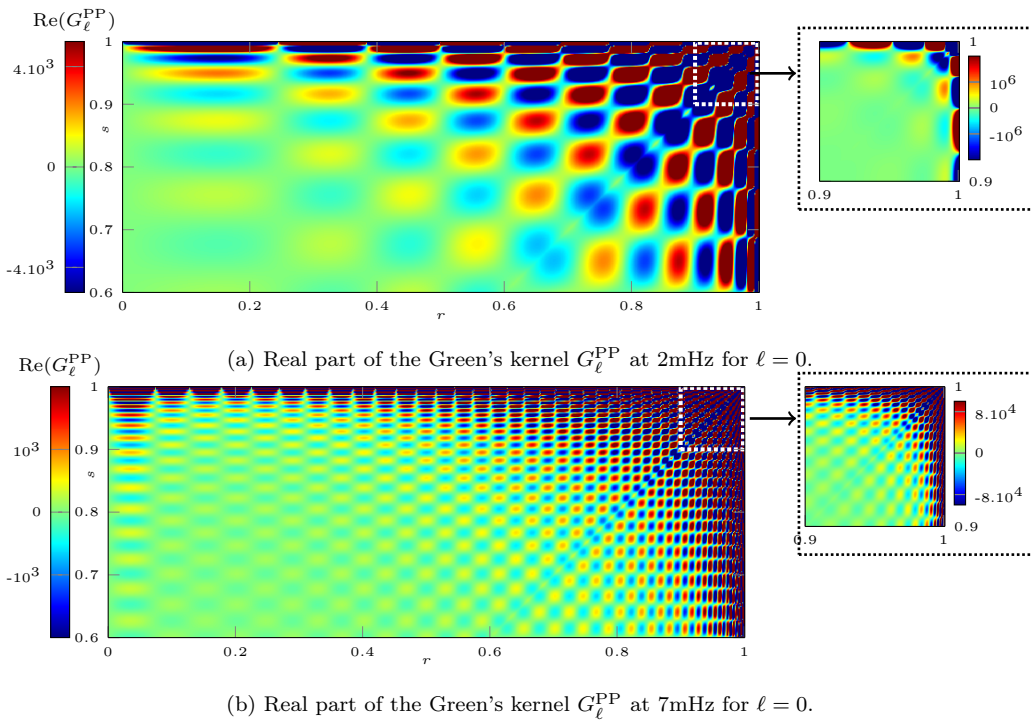 Re(G_ℓ^PP)
4.10^3
0
-4.10^3
1
0.9
s
0.8
0.7
0.6
0 0.2 0.4 0.6 0.8 1
r
1
10^6
0
-10^6
0.9
0.9 1
(a) Real part of the Green's kernel G_ℓ^PP at 2mHz for ℓ = 0.
Re(G_ℓ^PP)
10^3
0
-10^3
1
0.9
s
0.8
0.7
0.6
0 0.2 0.4 0.6 0.8 1
r
1
8.10^4
0
-8.10^4
0.9
0.9 1
(b) Real part of the Green's kernel G_ℓ^PP at 7mHz for ℓ = 0.